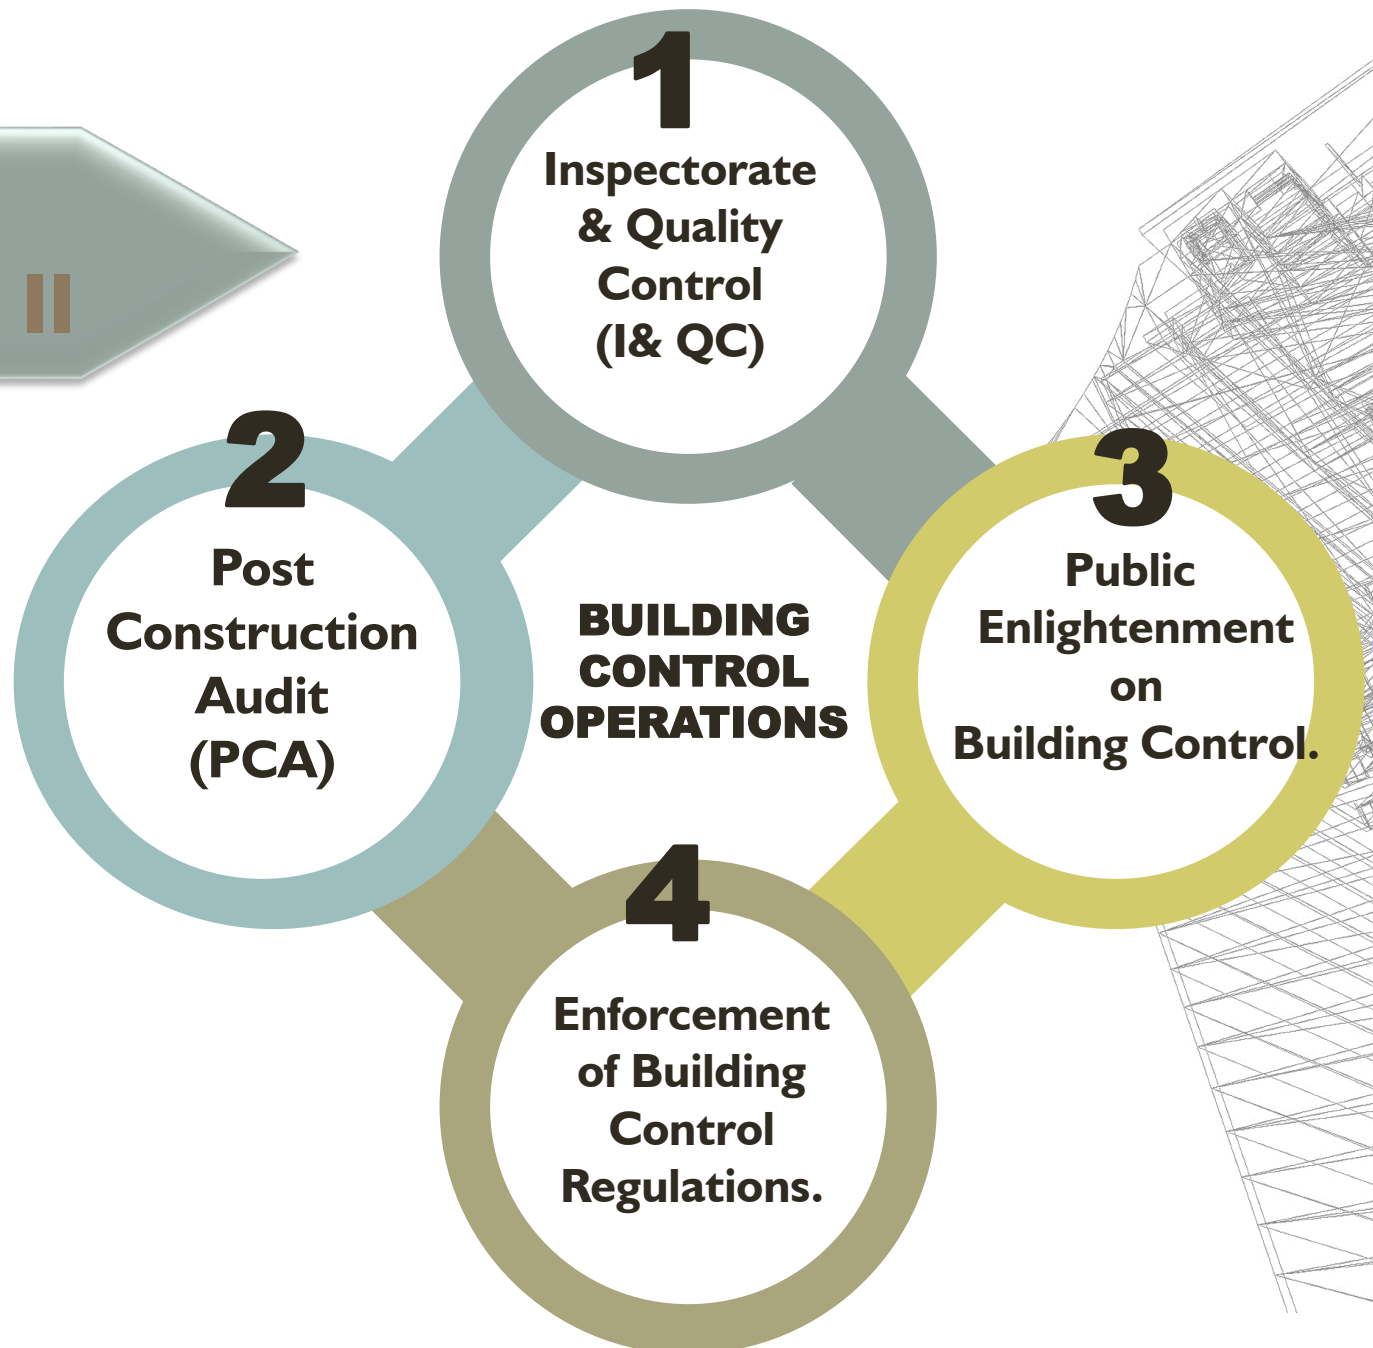 1
Inspectorate
& Quality
Control
(I& QC)
II
2
Post
Construction
Audit
(PCA)
BUILDING
CONTROL
OPERATIONS
3
Public
Enlightenment
on
Building Control.
4
Enforcement
of Building
Control
Regulations.